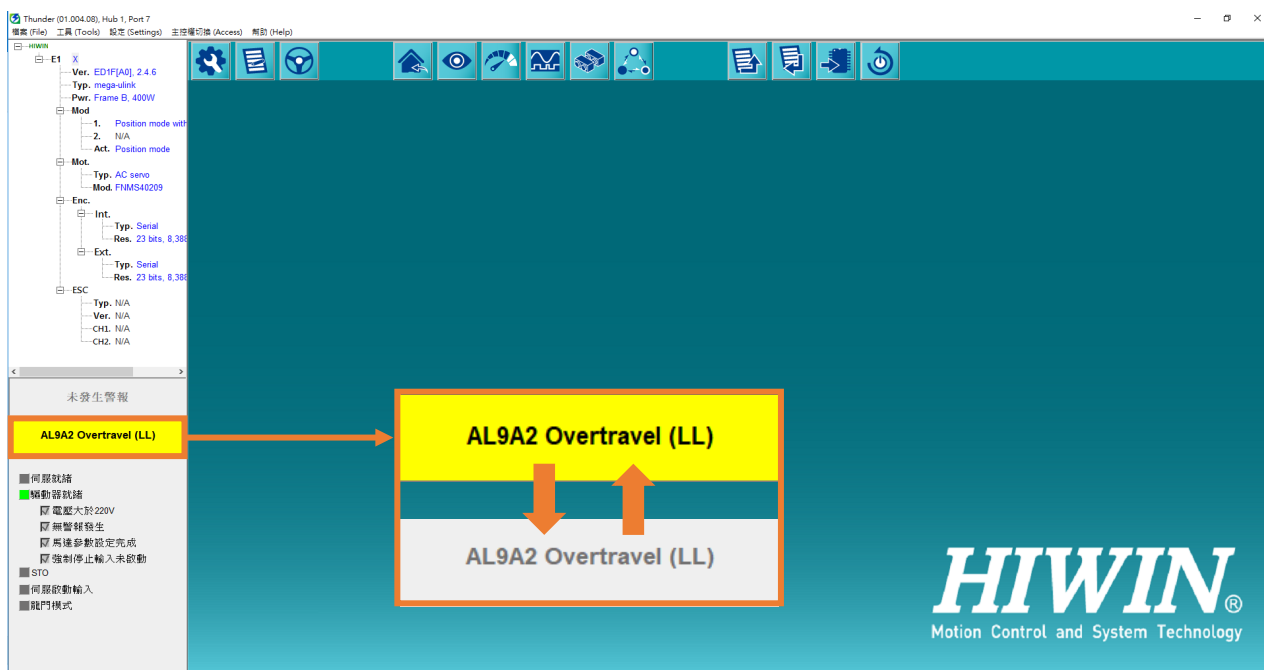 Thunder (01.004.08), Hub 1, Port 7
檔案 (File) 工具 (Tools) 設定 (Settings) 主控權切換 (Access) 幫助 (Help)
HIWIN
E1 X
Ver. ED1F[A0], 2.4.6
Typ. mega-ulink
Pwr. Frame B, 400W
Mod
1. Position mode with
2. N/A
Act. Position mode
Mot.
Typ. AC servo
Mod. FNMS40209
Enc.
Int.
Typ. Serial
Res. 23 bits, 8,388
Ext.
Typ. Serial
Res. 23 bits, 8,388
ESC
Typ. N/A
Ver. N/A
CH1. N/A
CH2. N/A
未發生警報
AL9A2 Overtravel (LL)
伺服就緒
驅動器就緒
電壓大於220V
無警報發生
馬達參數設定完成
強制停止輸入未啟動
STO
伺服啟動輸入
龍門模式
AL9A2 Overtravel (LL)
AL9A2 Overtravel (LL)
HIWIN®
Motion Control and System Technology